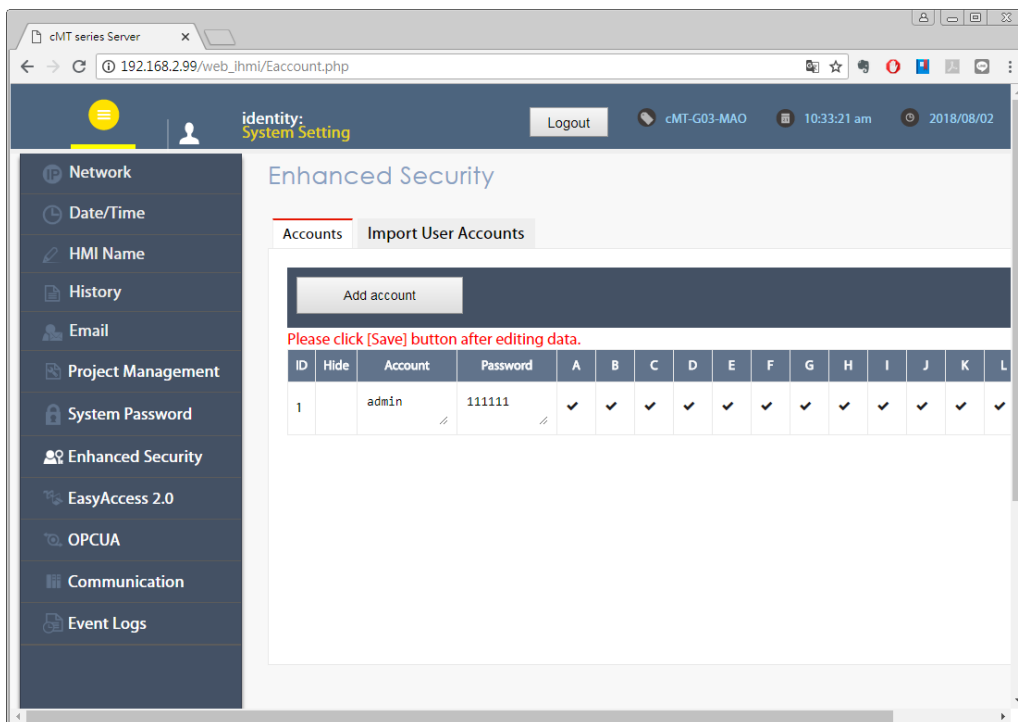 cMT series Server
192.168.2.99/web_ihmi/Eaccount.php
identity:
System Setting
Logout
cMT-G03-MAO
10:33:21 am
2018/08/02
Network
Date/Time
HMI Name
History
Email
Project Management
System Password
Enhanced Security
EasyAccess 2.0
OPCUA
Communication
Event Logs
Enhanced Security
Accounts Import User Accounts
Add account
Please click [Save] button after editing data.
ID Hide Account Password A B C D E F G H I J K L
1 admin 111111